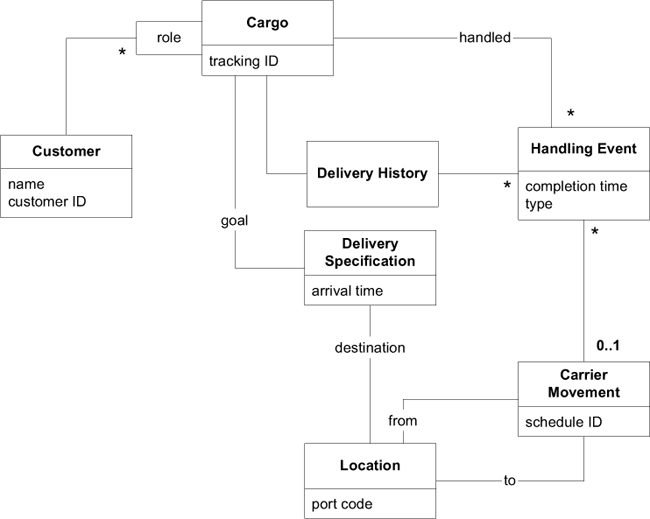 Cargo
role
handled
*
tracking ID
*
Customer
Handling Event
Delivery History
name
customer ID
*
completion time
type
goal
*
Delivery
Specification
arrival time
destination
0..1
Carrier
Movement
from
schedule ID
Location
to
port code